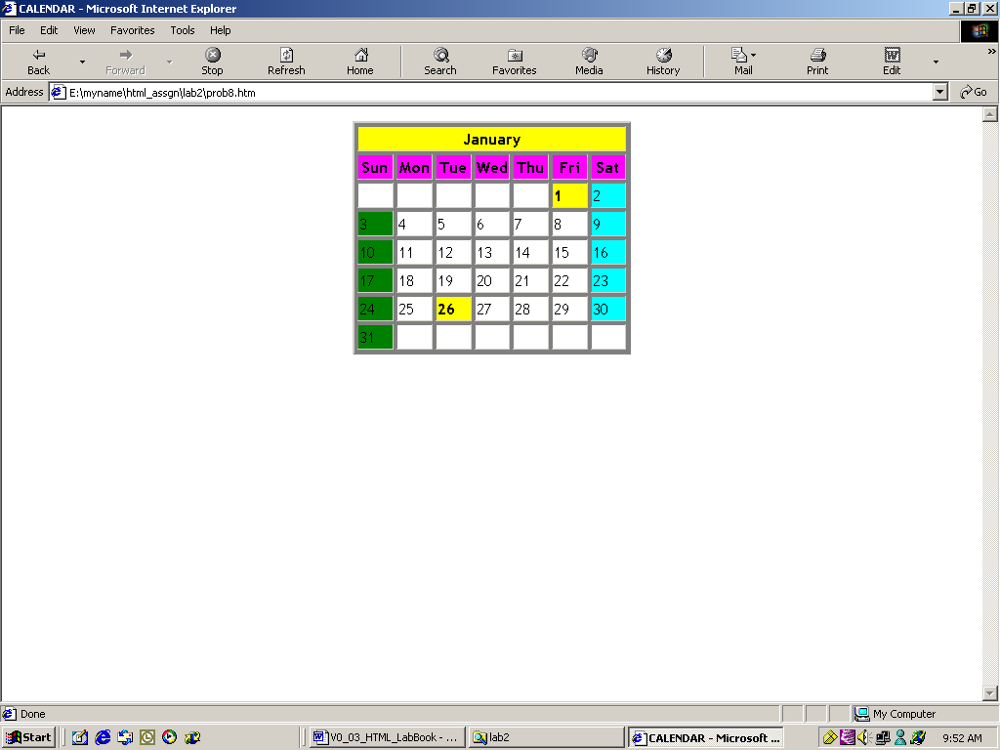 CALENDAR - Microsoft Internet Explorer
File Edit View Favorites Tools Help
Back Forward Stop Refresh Home Search Favorites Media History Mail Print Edit
Address E:\myname\html_assgn\lab2\prob8.htm Go
January
Sun Mon Tue Wed Thu Fri Sat
1 2
3 4 5 6 7 8 9
10 11 12 13 14 15 16
17 18 19 20 21 22 23
24 25 26 27 28 29 30
31
Done My Computer
Start V0_03_HTML_LabBook - ... lab2 CALENDAR - Microsoft ... 9:52 AM